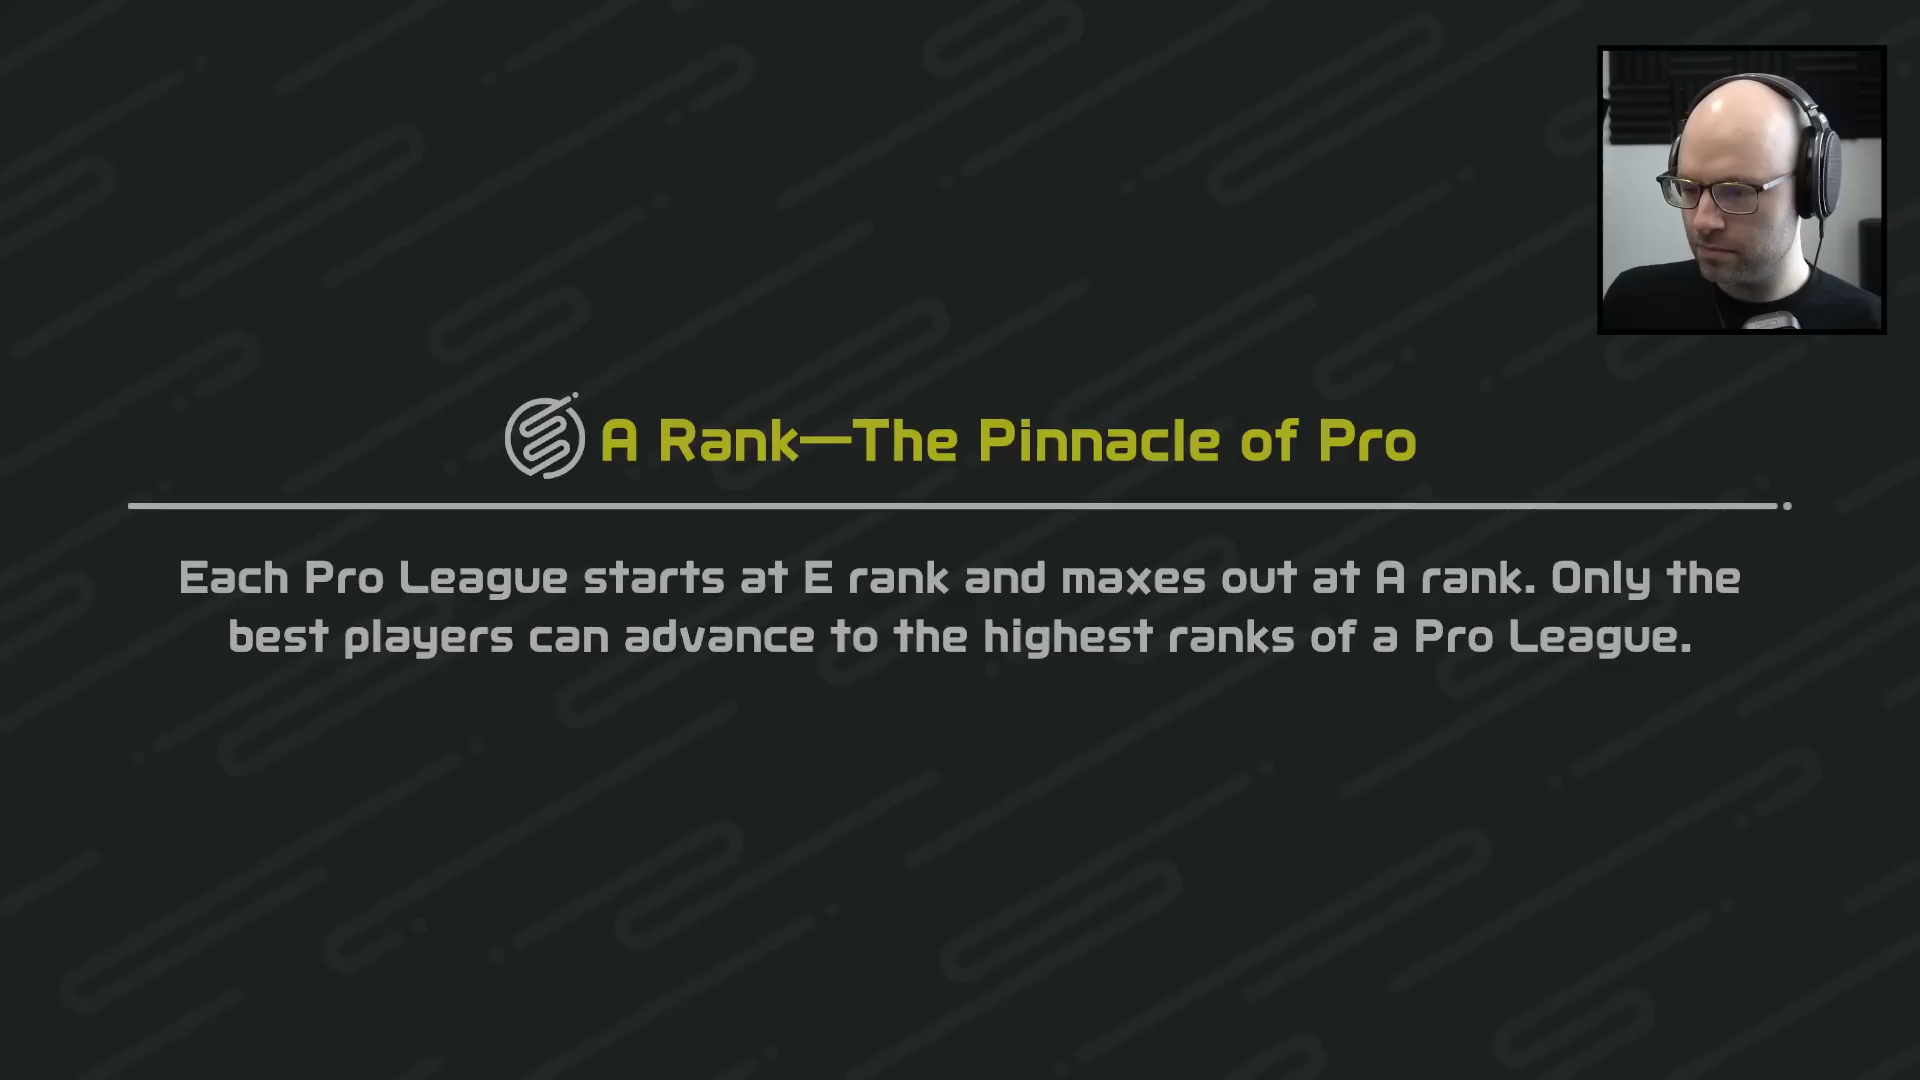 A Rank—The Pinnacle of Pro
Each Pro League starts at E rank and maxes out at A rank. Only the
best players can advance to the highest ranks of a Pro League.